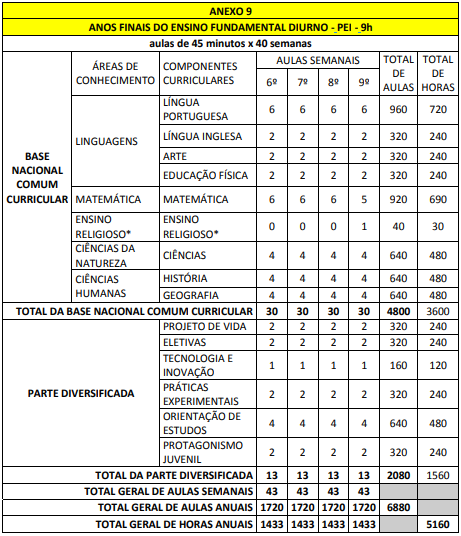 ANEXO 9
ANOS FINAIS DO ENSINO FUNDAMENTAL DIURNO - PEI - 9h
aulas de 45 minutos x 40 semanas
BASE NACIONAL COMUM CURRICULAR
ÁREAS DE CONHECIMENTO COMPONENTES CURRICULARES AULAS SEMANAIS TOTAL DE AULAS TOTAL DE HORAS
6º 7º 8º 9º
LINGUAGENS
LÍNGUA PORTUGUESA 6 6 6 6 960 720
LÍNGUA INGLESA 2 2 2 2 320 240
ARTE 2 2 2 2 320 240
EDUCAÇÃO FÍSICA 2 2 2 2 320 240
MATEMÁTICA MATEMÁTICA 6 6 6 5 920 690
ENSINO RELIGIOSO* ENSINO RELIGIOSO* 0 0 0 1 40 30
CIÊNCIAS DA NATUREZA CIÊNCIAS 4 4 4 4 640 480
CIÊNCIAS HUMANAS
HISTÓRIA 4 4 4 4 640 480
GEOGRAFIA 4 4 4 4 640 480
TOTAL DA BASE NACIONAL COMUM CURRICULAR 30 30 30 30 4800 3600
PARTE DIVERSIFICADA
PROJETO DE VIDA 2 2 2 2 320 240
ELETIVAS 2 2 2 2 320 240
TECNOLOGIA E INOVAÇÃO 1 1 1 1 160 120
PRÁTICAS EXPERIMENTAIS 2 2 2 2 320 240
ORIENTAÇÃO DE ESTUDOS 4 4 4 4 640 480
PROTAGONISMO JUVENIL 2 2 2 2 320 240
TOTAL DA PARTE DIVERSIFICADA 13 13 13 13 2080 1560
TOTAL GERAL DE AULAS SEMANAIS 43 43 43 43
TOTAL GERAL DE AULAS ANUAIS 1720 1720 1720 1720 6880
TOTAL GERAL DE HORAS ANUAIS 1433 1433 1433 1433 5160